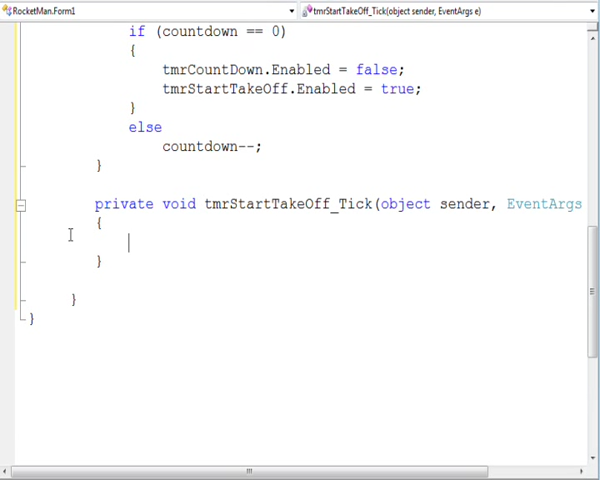 RocketMan.Form1
tmrStartTakeOff_Tick(object sender, EventArgs e)
if (countdown == 0)
{
tmrCountDown.Enabled = false;
tmrStartTakeOff.Enabled = true;
}
else
countdown--;
}
private void tmrStartTakeOff_Tick(object sender, EventArgs
{
}
}
}